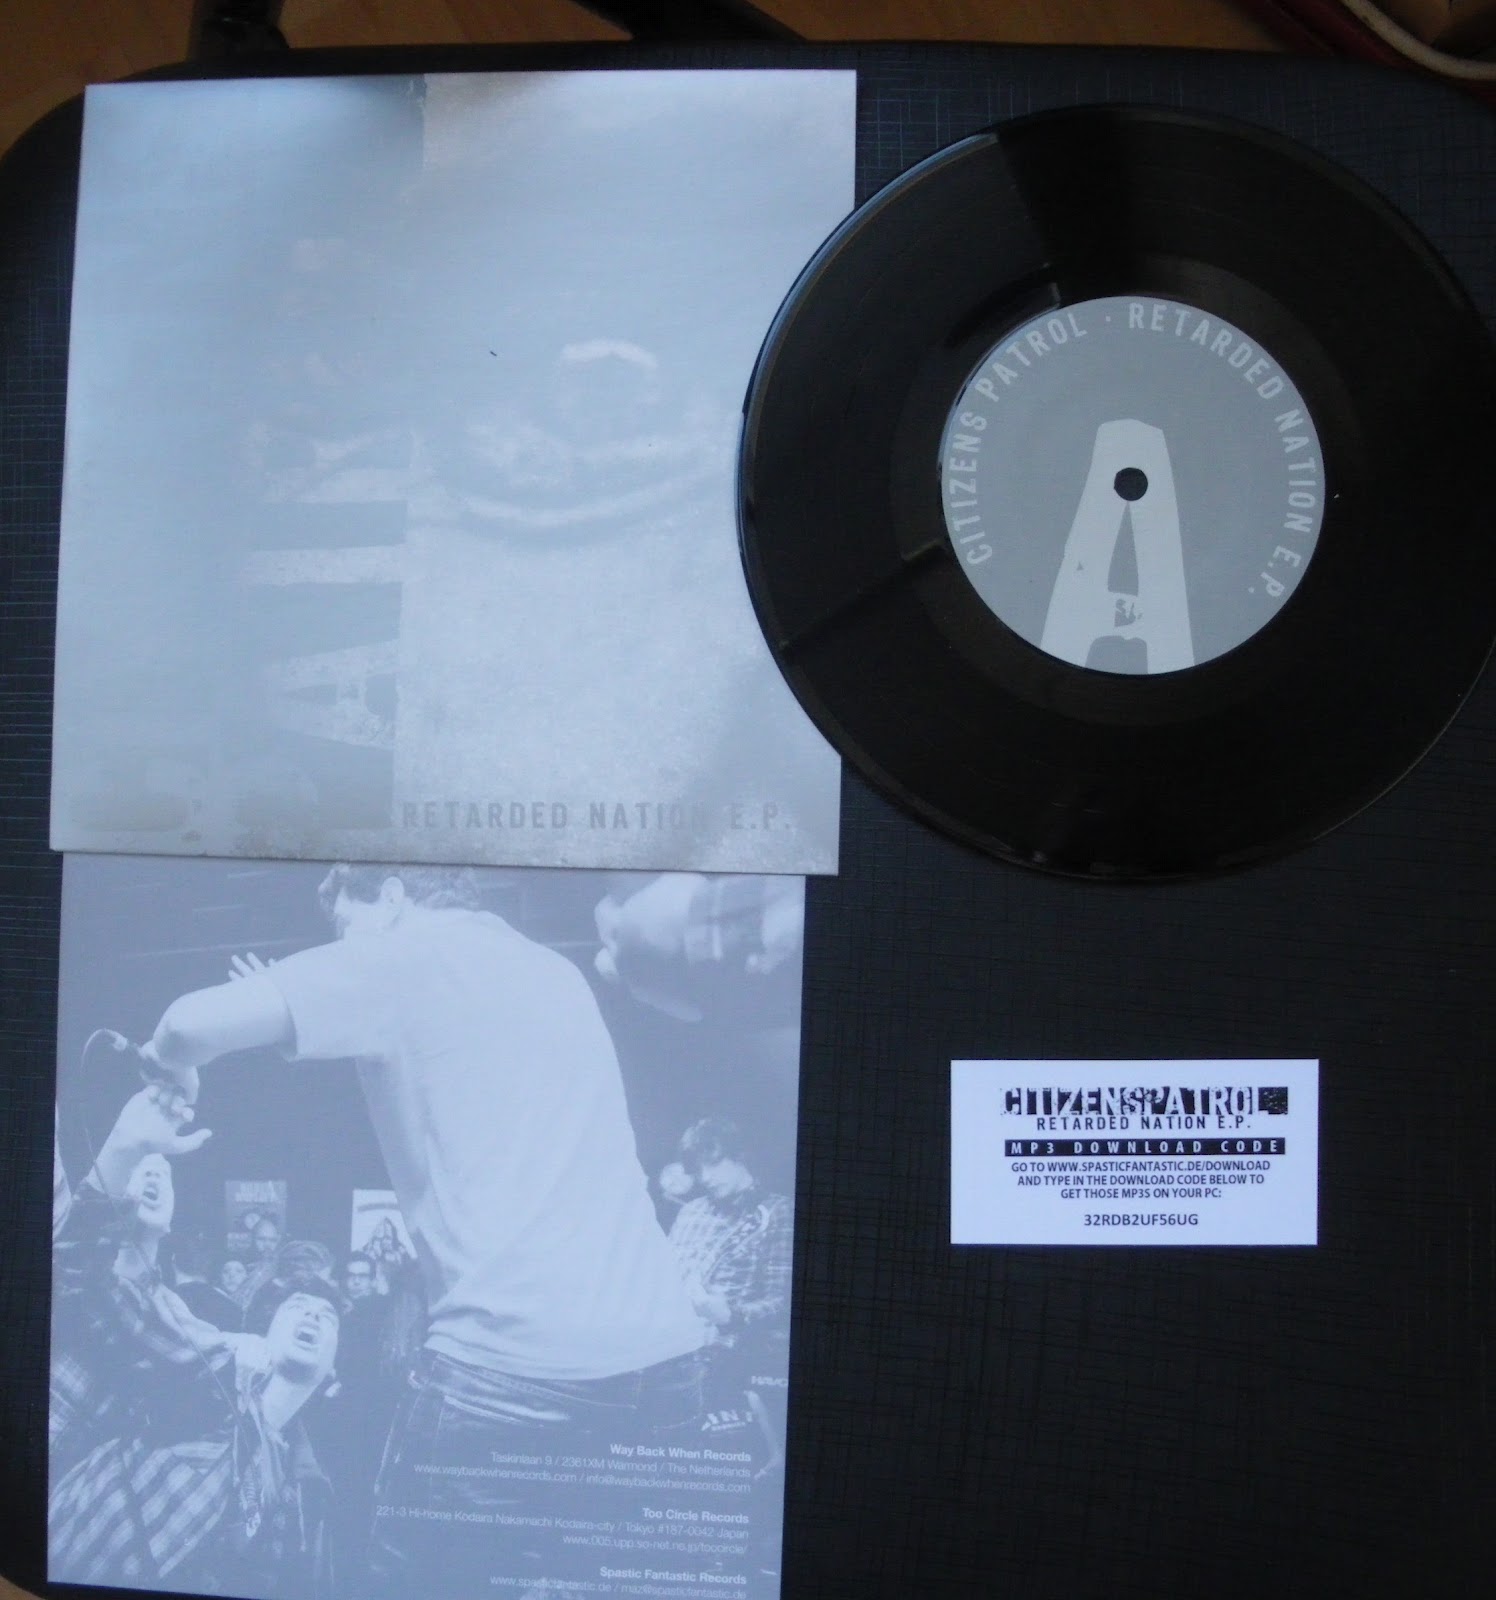 RETARDED NATION E.P.
CITIZENS PATROL · RETARDED NATION E.P.
A
Way Back When Records
Taskinlaan 9 / 2361XM Warmond / The Netherlands
www.waybackwhenrecords.com / info@waybackwhenrecords.com
Too Circle Records
221-3 Hi-home Kodaira Nakamachi Kodaira-city / Tokyo #187-0042 Japan
www.005.upp.so-net.ne.jp/toocircle/
Spastic Fantastic Records
www.spasticfantastic.de / maz@spasticfantastic.de
CITIZENSPATROL
RETARDED NATION E.P.
MP3 DOWNLOAD CODE
GO TO WWW.SPASTICFANTASTIC.DE/DOWNLOAD
AND TYPE IN THE DOWNLOAD CODE BELOW TO
GET THOSE MP3S ON YOUR PC:
32RDB2UF56UG